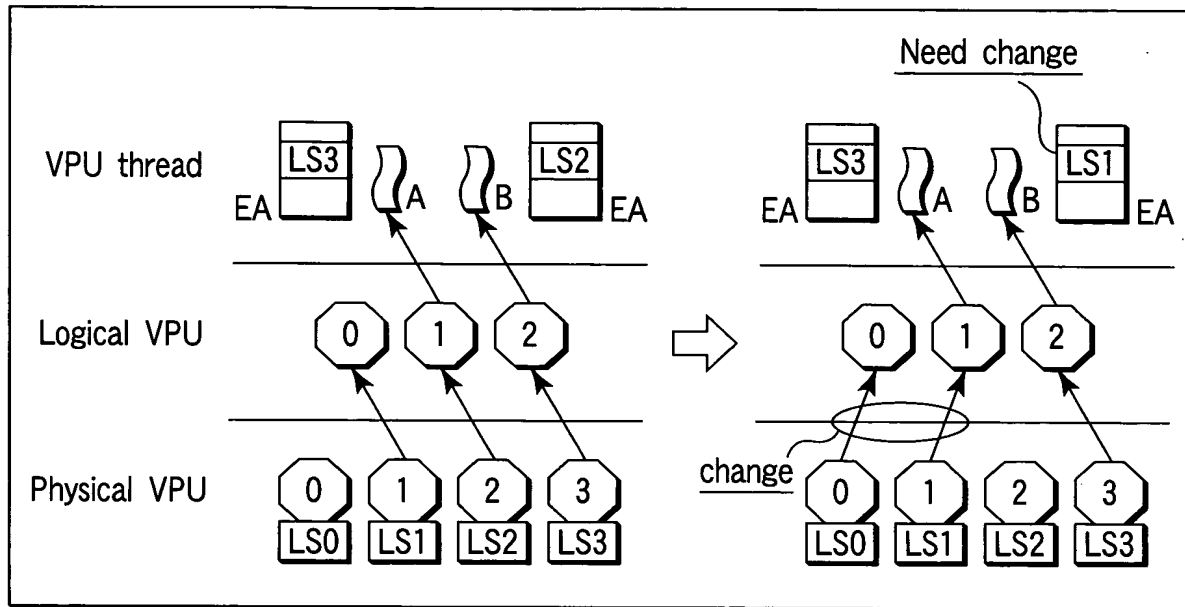 Need change
VPU thread
LS3
EA
A
B
LS2
EA
LS3
EA
A
B
LS1
EA
Logical VPU
0
1
2
0
1
2
change
Physical VPU
0
1
2
3
0
1
2
3
LS0
LS1
LS2
LS3
LS0
LS1
LS2
LS3